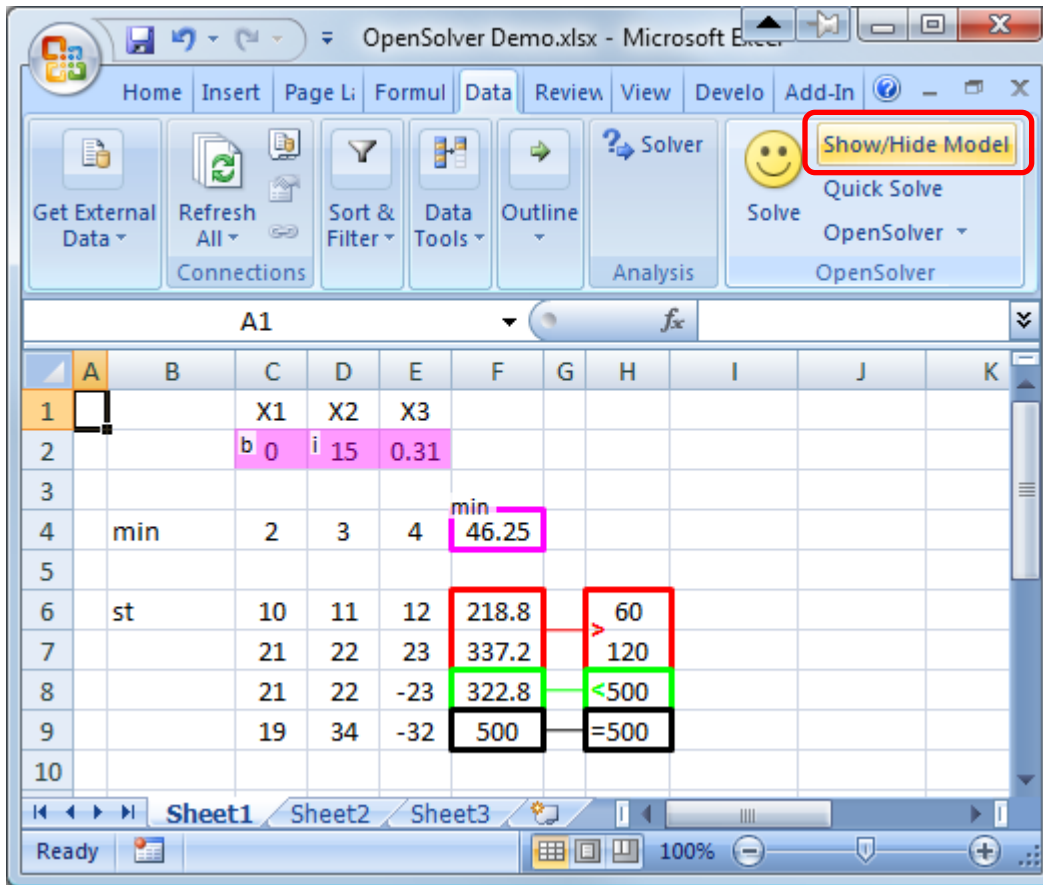 OpenSolver Demo.xlsx - Microsoft Excel
Home Insert Page La Formul Data Review View Develo Add-In
Get External Data
Refresh All
Connections
Sort & Filter
Data Tools
Outline
Solver
Analysis
Solve
Show/Hide Model
Quick Solve
OpenSolver
OpenSolver
A1 fx
A B C D E F G H I J K
1 X1 X2 X3
2 b 0 i 15 0.31
3
min
4 min 2 3 4 46.25
5
6 st 10 11 12 218.8 60
>
7 21 22 23 337.2 120
8 21 22 -23 322.8 <500
9 19 34 -32 500 =500
10
Sheet1 Sheet2 Sheet3
Ready 100%